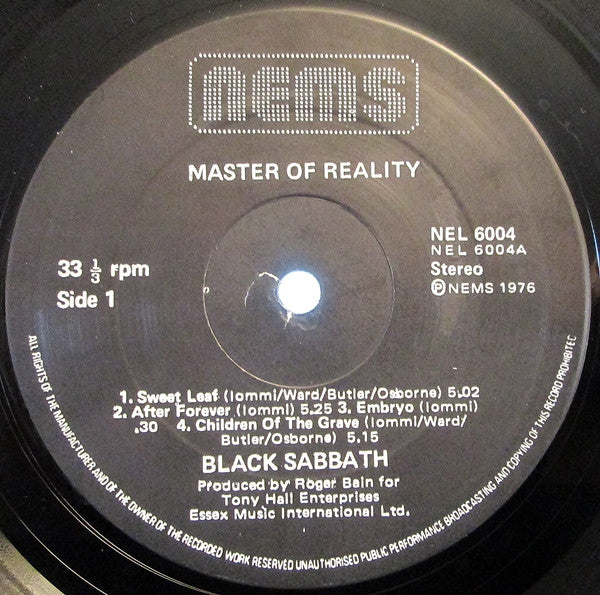 nems
MASTER OF REALITY
NEL 6004
NEL 6004A
33 1/3 rpm
Stereo
Side 1
Ⓟ NEMS 1976
1. Sweet Leaf (Iommi/Ward/Butler/Osborne) 5.02
2. After Forever (Iommi) 5.25 3. Embryo (Iommi)
.30 4. Children Of The Grave (Iommi/Ward/
Butler/Osborne) 5.15
BLACK SABBATH
Produced by Roger Bain for
Tony Hall Enterprises
Essex Music International Ltd.
ALL RIGHTS OF THE MANUFACTURER AND OF THE OWNER OF THE RECORDED WORK RESERVED UNAUTHORISED PUBLIC PERFORMANCE BROADCASTING AND COPYING OF THIS RECORD PROHIBITEC